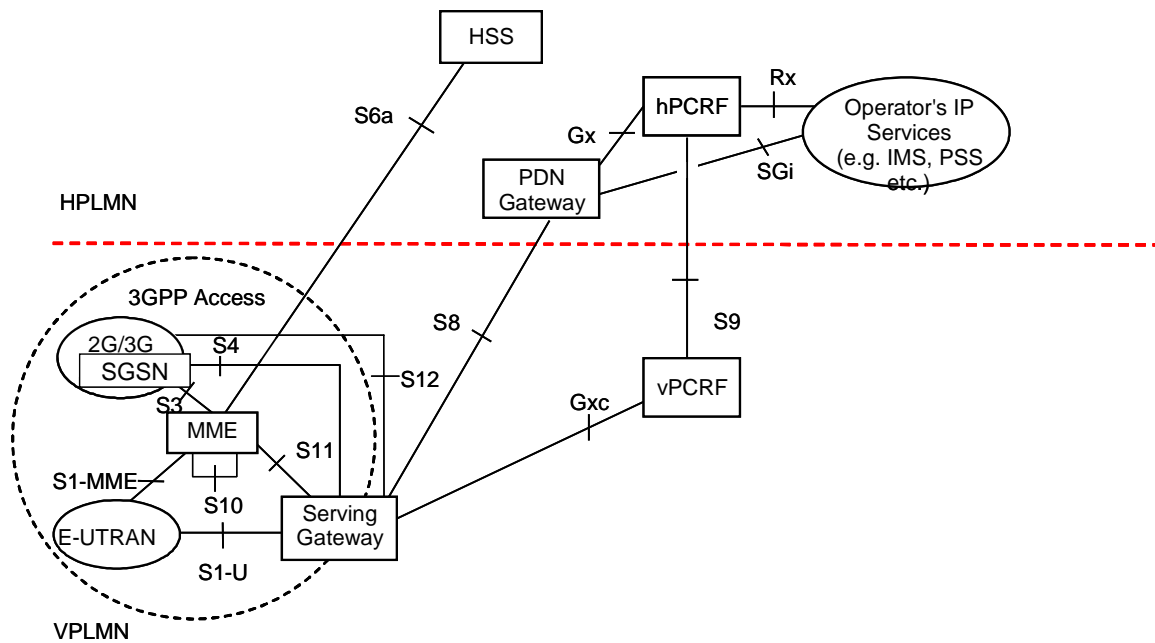 HSS
Rx
hPCRF
Operator's IP
Services
(e.g. IMS, PSS
etc.)
S6a
Gx
SGi
PDN
Gateway
HPLMN
3GPP Access
2G/3G
SGSN
S4
S12
S8
S9
vPCRF
S3
Gxc
MME
S11
S1-MME
S10
E-UTRAN
Serving
Gateway
S1-U
VPLMN